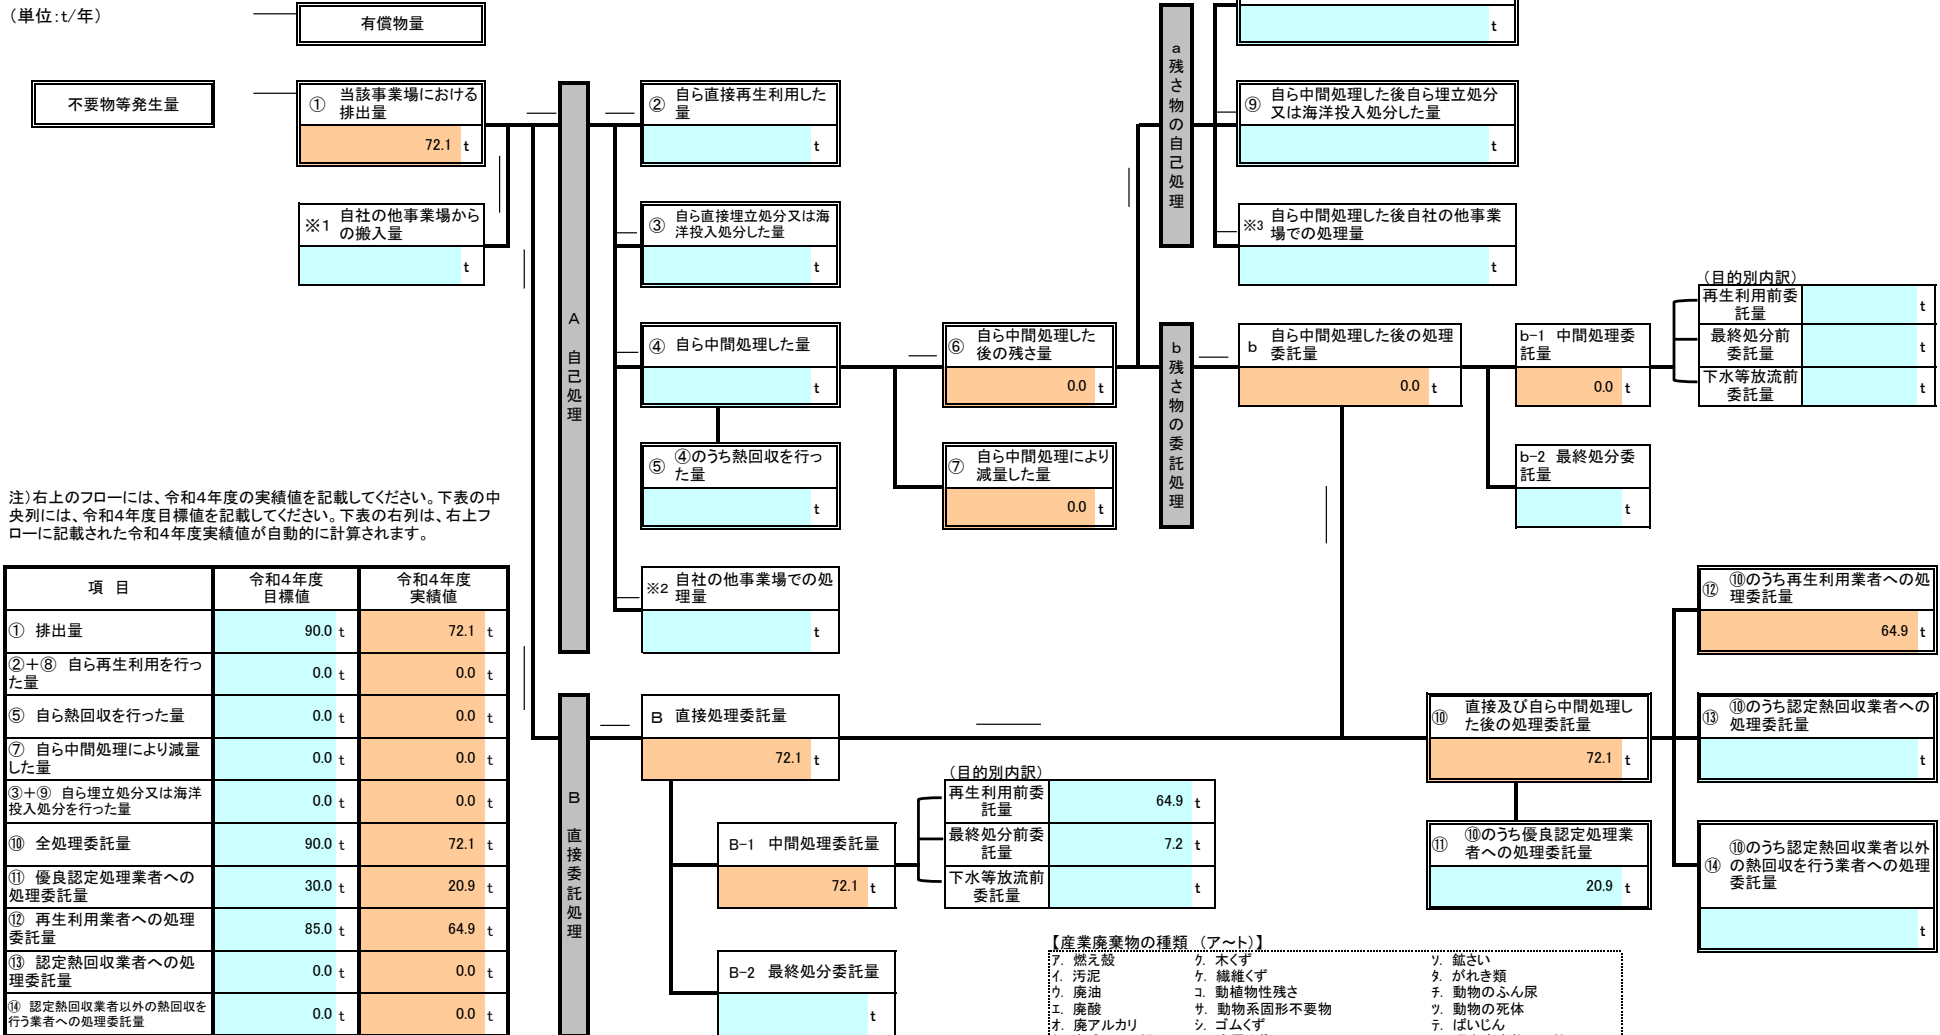 (単位:t/年)
有償物量
t
不要物等発生量
① 当該事業場における
排出量
72.1 t
※1 自社の他事業場から
の搬入量
t
A 自己処理
② 自ら直接再生利用した
量
t
③ 自ら直接埋立処分又は海
洋投入処分した量
t
④ 自ら中間処理した量
t
⑤ ④のうち熱回収を行っ
た量
t
※2 自社の他事業場での処
理量
t
⑥ 自ら中間処理した
後の残さ量
0.0 t
⑦ 自ら中間処理により
減量した量
0.0 t
a残さ物の自己処理
⑨ 自ら中間処理した後自ら埋立処分
又は海洋投入処分した量
t
※3 自ら中間処理した後自社の他事業
場での処理量
t
b残さ物の委託処理
b 自ら中間処理した後の処理
委託量
0.0 t
b-1 中間処理委
託量
0.0 t
b-2 最終処分委
託量
t
(目的別内訳)
再生利用前委
託量
t
最終処分前
委託量
t
下水等放流前
委託量
t
注)右上のフローには、令和4年度の実績値を記載してください。下表の中
央列には、令和4年度目標値を記載してください。下表の右列は、右上フ
ローに記載された令和4年度実績値が自動的に計算されます。
項 目 令和4年度 目標値 令和4年度 実績値
① 排出量 90.0 t 72.1 t
②+⑧ 自ら再生利用を行っ
た量 0.0 t 0.0 t
⑤ 自ら熱回収を行った量 0.0 t 0.0 t
⑦ 自ら中間処理により減量
した量 0.0 t 0.0 t
③+⑨ 自ら埋立処分又は海洋
投入処分を行った量 0.0 t 0.0 t
⑩ 全処理委託量 90.0 t 72.1 t
⑪ 優良認定処理業者への
処理委託量 30.0 t 20.9 t
⑫ 再生利用業者への処理
委託量 85.0 t 64.9 t
⑬ 認定熱回収業者への処
理委託量 0.0 t 0.0 t
⑭ 認定熱回収業者以外の熱回収を
行う業者への処理委託量 0.0 t 0.0 t
B 直接委託処理
B 直接処理委託量
72.1 t
B-1 中間処理委託量
72.1 t
B-2 最終処分委託量
t
(目的別内訳)
再生利用前委
託量
64.9 t
最終処分前委
託量
7.2 t
下水等放流前
委託量
t
⑩ 直接及び自ら中間処理し
た後の処理委託量
72.1 t
⑪ ⑩のうち優良認定処理業
者への処理委託量
20.9 t
⑫ ⑩のうち再生利用業者への処
理委託量
64.9 t
⑬ ⑩のうち認定熱回収業者への
処理委託量
t
⑭ ⑩のうち認定熱回収業者以外
の熱回収を行う業者への処理
委託量
t
【産業廃棄物の種類 (ア~ト)】
ア. 燃え殻 ク. 木くず ソ. 鉱さい
イ. 汚泥 ケ. 繊維くず タ. がれき類
ウ. 廃油 コ. 動植物性残さ チ. 動物のふん尿
エ. 廃酸 サ. 動物系固形不要物 ツ. 動物の死体
オ. 廃アルカリ シ. ゴムくず テ. ばいじん